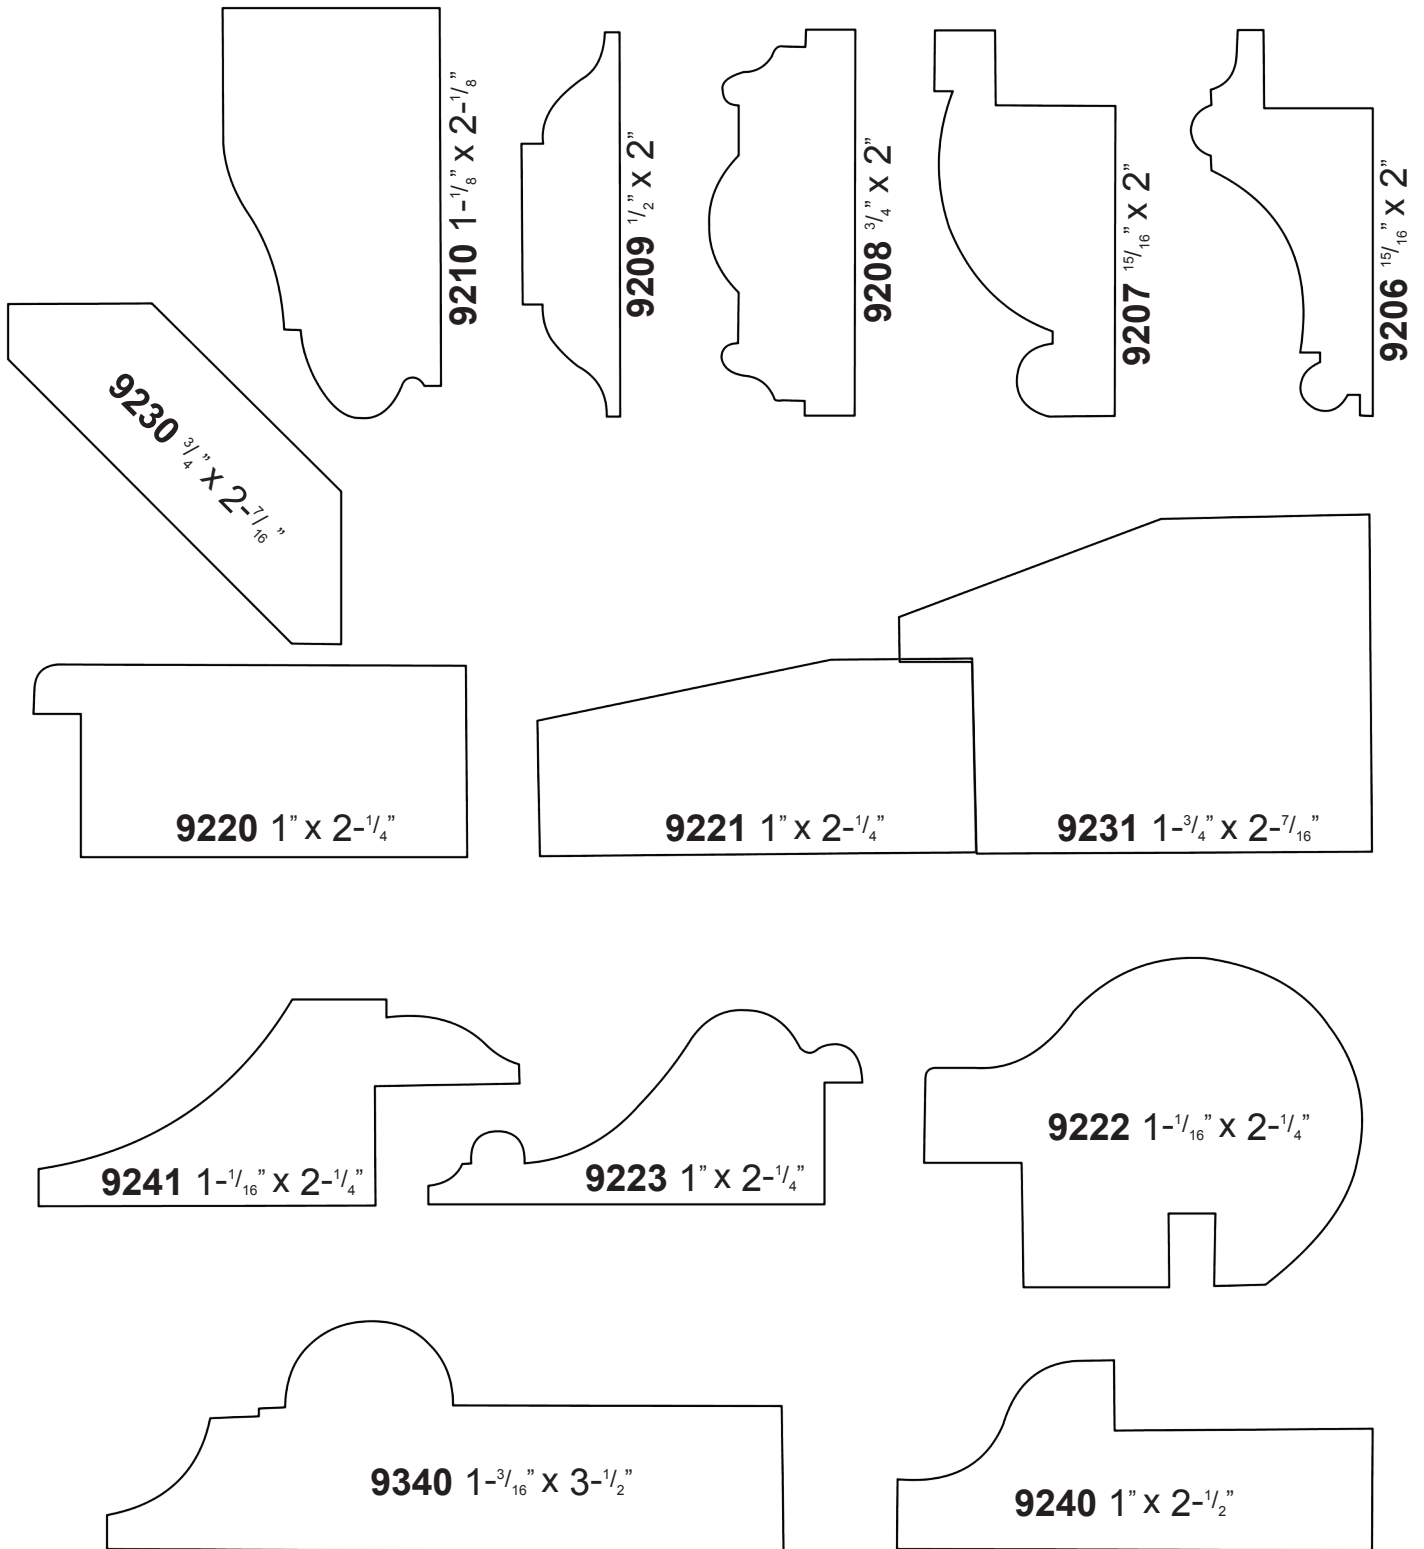 9210 1-1/8” x 2-1/8”
9209 1/2” x 2”
9208 3/4” x 2”
9207 15/16” x 2”
9206 15/16” x 2”
9230 3/4” x 2-7/16”
9220 1” x 2-1/4”
9221 1” x 2-1/4”
9231 1-3/4” x 2-7/16”
9241 1-1/16” x 2-1/4”
9223 1” x 2-1/4”
9222 1-1/16” x 2-1/4”
9340 1-3/16” x 3-1/2”
9240 1” x 2-1/2”